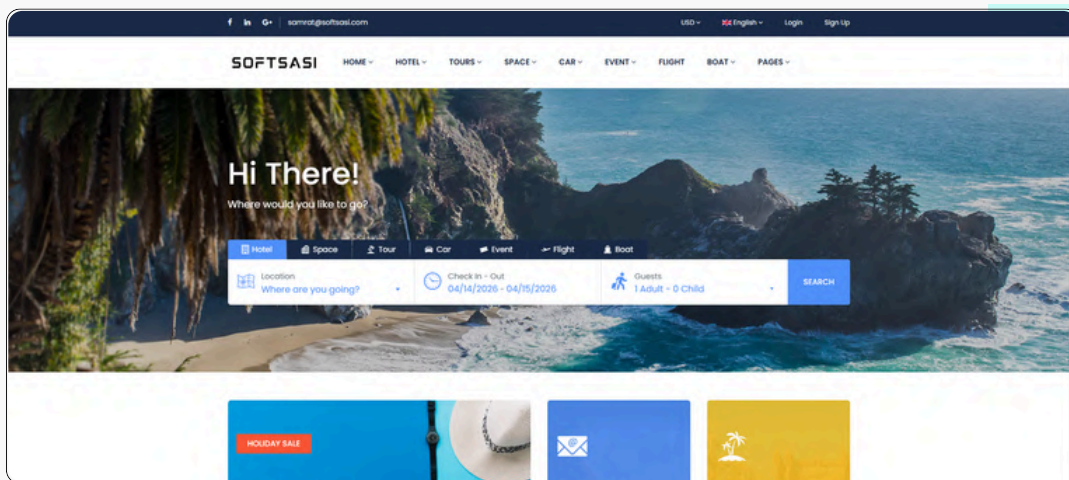 f in G+ samrat@softsasi.com USD English Login Sign Up
SOFTSASI HOME HOTEL TOURS SPACE CAR EVENT FLIGHT BOAT PAGES
Hi There!
Where would you like to go?
Hotel Space Tour Car Event Flight Boat
Location Check In - Out Guests
Where are you going? 04/14/2026 - 04/15/2026 1 Adult - 0 Child SEARCH
HOLIDAY SALE